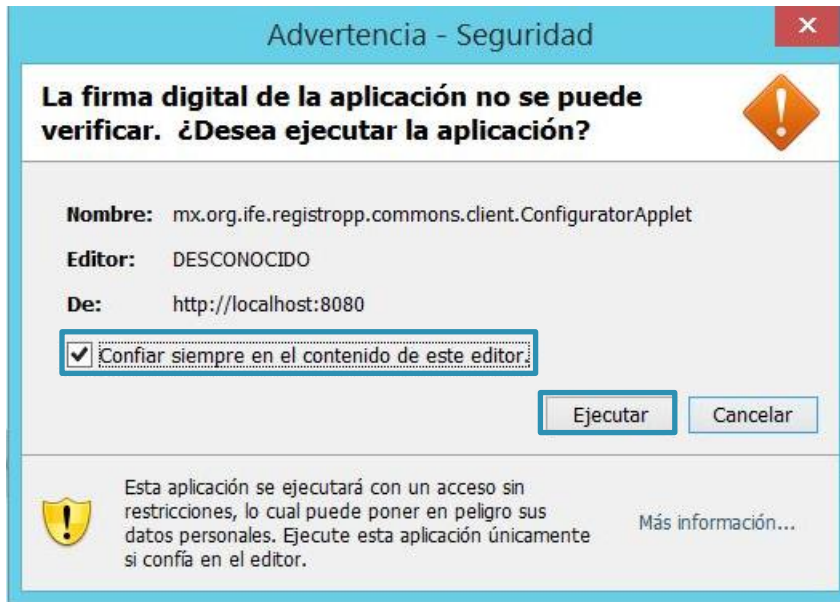 Advertencia - Seguridad
La firma digital de la aplicación no se puede
verificar. ¿Desea ejecutar la aplicación?
Nombre: mx.org.ife.registropp.commons.client.ConfiguratorApplet
Editor: DESCONOCIDO
De: http://localhost:8080
Confiar siempre en el contenido de este editor.
Ejecutar Cancelar
Esta aplicación se ejecutará con un acceso sin
restricciones, lo cual puede poner en peligro sus
datos personales. Ejecute esta aplicación únicamente
si confía en el editor.
Más información...